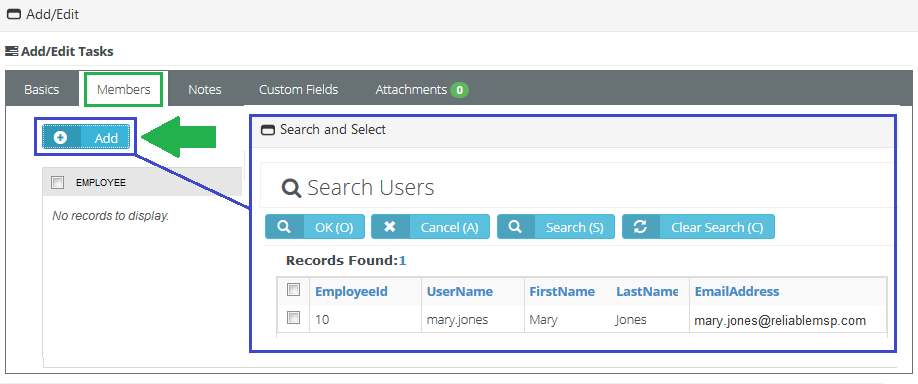 Add/Edit
Add/Edit Tasks
Basics Members Notes Custom Fields Attachments 0
Add
EMPLOYEE
No records to display.
Search and Select
Search Users
OK (O) Cancel (A) Search (S) Clear Search (C)
Records Found:1
EmployeeId UserName FirstName LastName EmailAddress
10 mary.jones Mary Jones mary.jones@reliablemsp.com